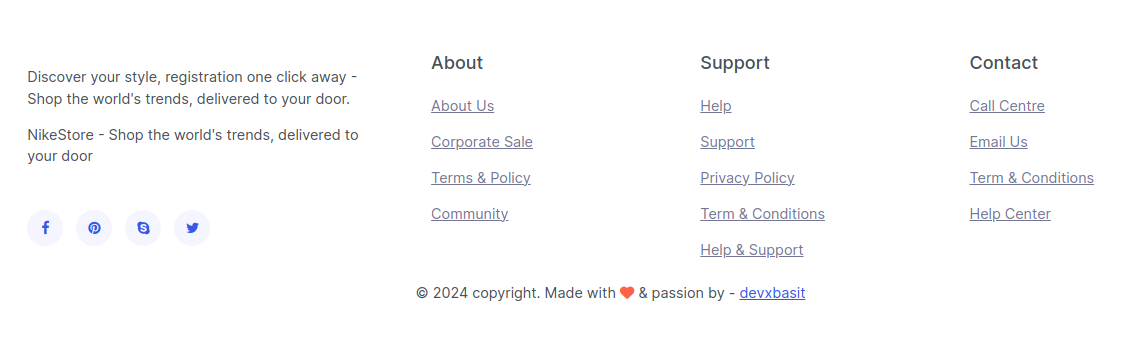 Discover your style, registration one click away -
Shop the world's trends, delivered to your door.
NikeStore - Shop the world's trends, delivered to
your door
About
About Us
Corporate Sale
Terms & Policy
Community
Support
Help
Support
Privacy Policy
Term & Conditions
Help & Support
Contact
Call Centre
Email Us
Term & Conditions
Help Center
© 2024 copyright. Made with ❤ & passion by - devxbasit